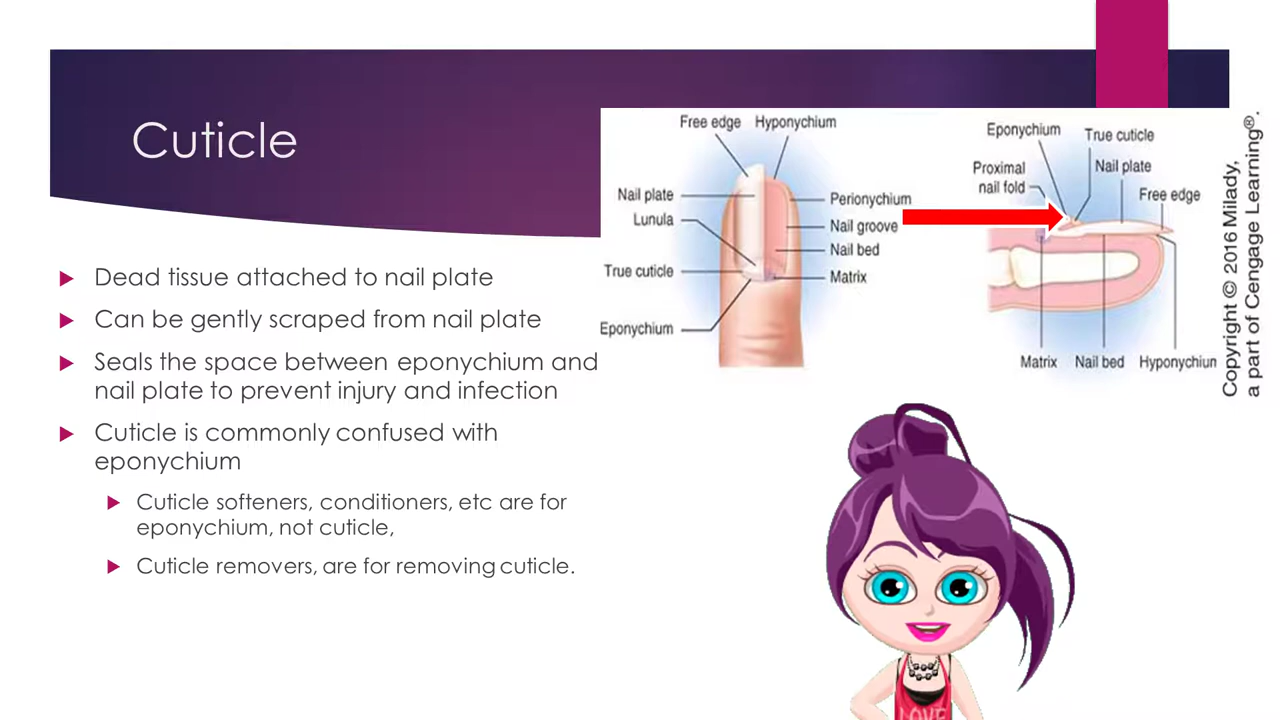 Cuticle
Dead tissue attached to nail plate
Can be gently scraped from nail plate
Seals the space between eponychium and
nail plate to prevent injury and infection
Cuticle is commonly confused with
eponychium
Cuticle softeners, conditioners, etc are for
eponychium, not cuticle,
Cuticle removers, are for removing cuticle.
Free edge
Hyponychium
Nail plate
Lunula
True cuticle
Eponychium
Perionychium
Nail groove
Nail bed
Matrix
Eponychium
True cuticle
Proximal
nail fold
Nail plate
Free edge
Matrix
Nail bed
Hyponychiun
Copyright © 2016 Milady,
a part of Cengage Learning®.
LOVE